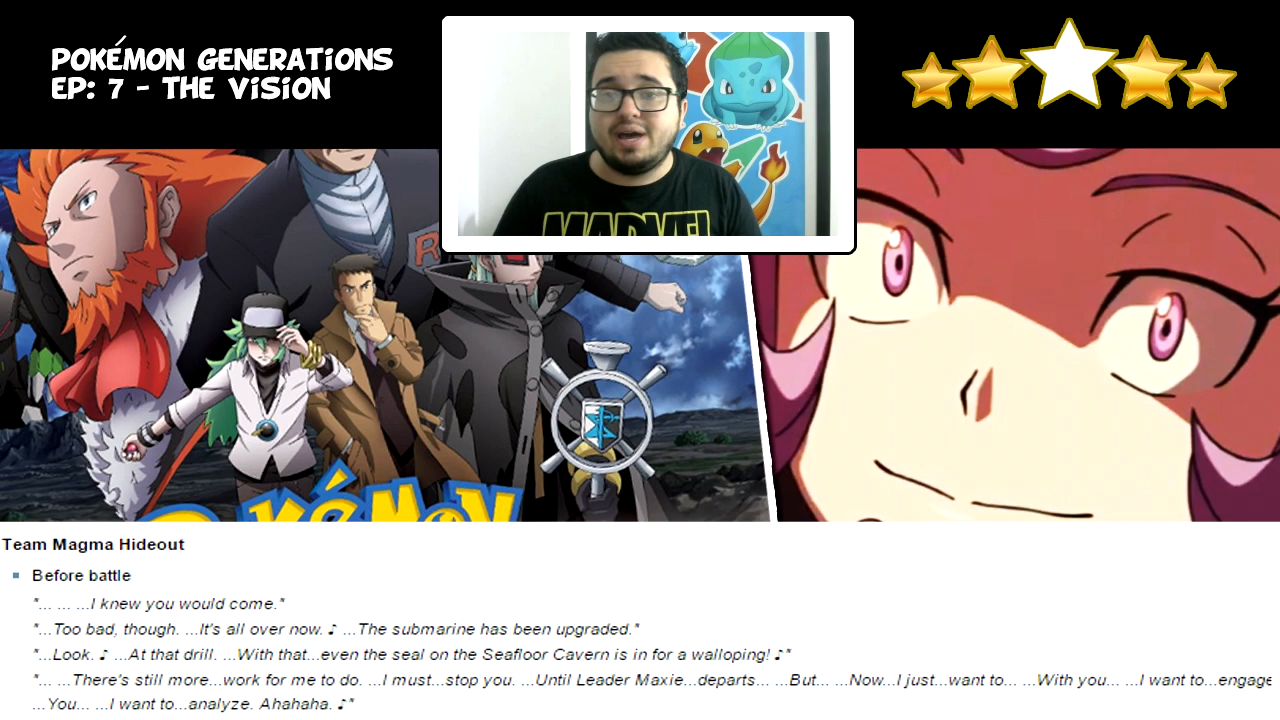 POKÉMON GENERATIONS
EP: 7 - THE VISION
MARVEL
R
POKÉMON
Team Magma Hideout
Before battle
"... ... ...I knew you would come."
"...Too bad, though. ...It's all over now. ♪ ...The submarine has been upgraded."
"...Look. ♪ ...At that drill. ...With that...even the seal on the Seafloor Cavern is in for a walloping! ♪"
"... ...There's still more...work for me to do. ...I must...stop you. ...Until Leader Maxie...departs... ...But... ...Now...I just...want to... ...With you... ...I want to...engage
...You... ...I want to...analyze. Ahahaha. ♪"